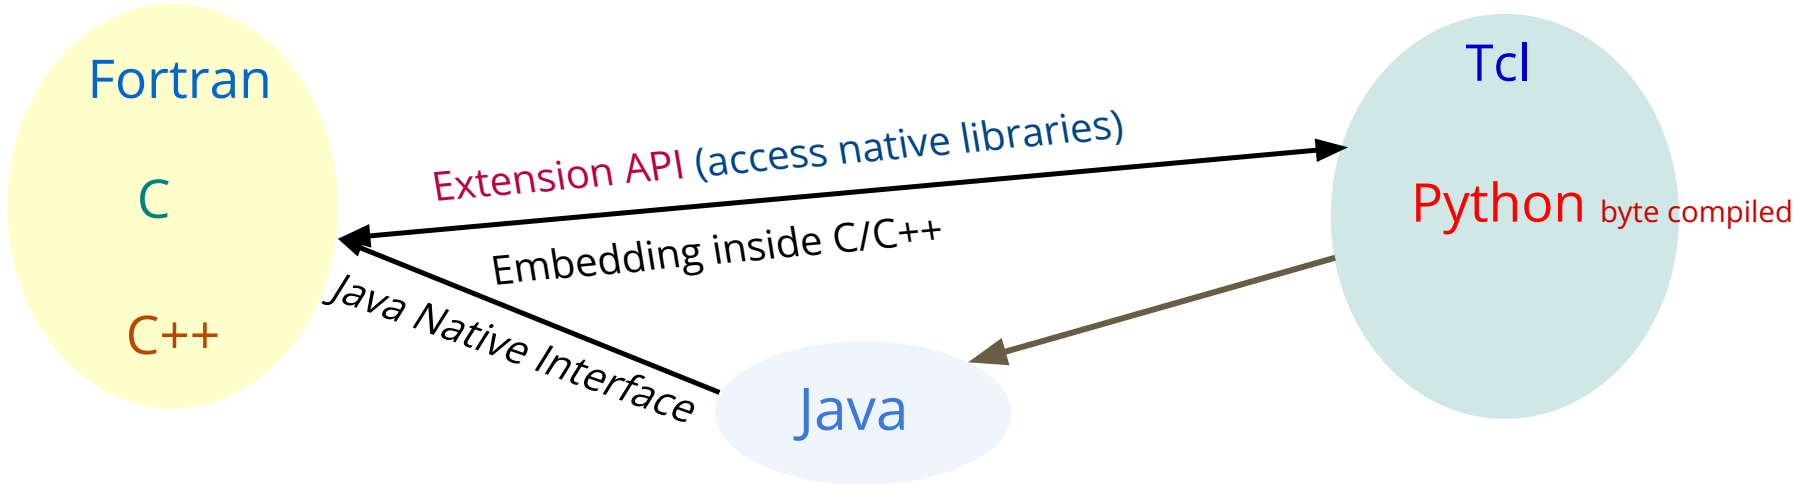 Fortran
C
C++
Extension API (access native libraries)
Embedding inside C/C++
Java Native Interface
Java
Tcl
Python byte compiled